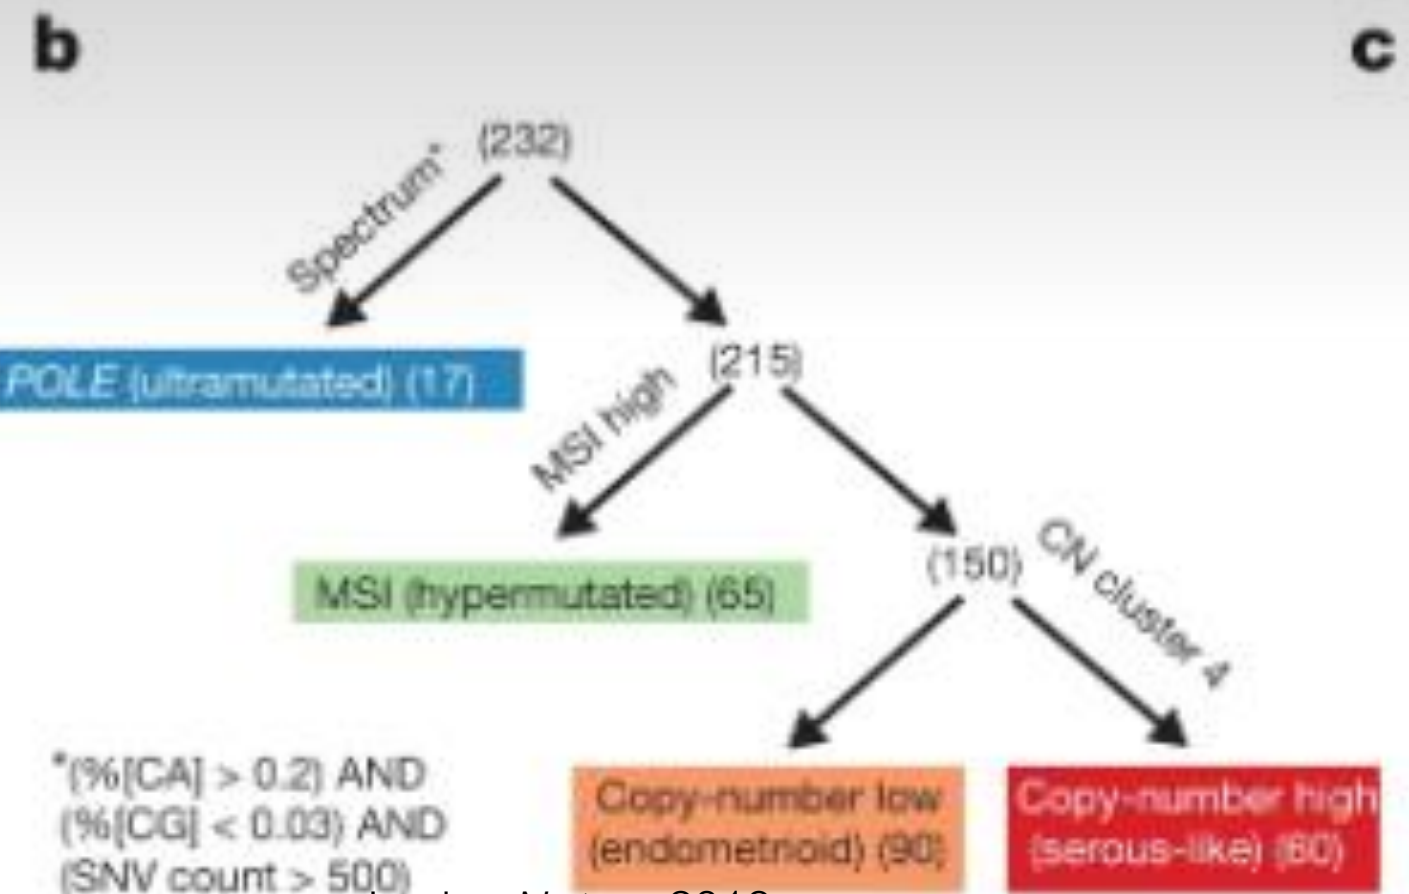 b
c
(232)
Spectrum*
POLE (ultramutated) (17)
(215)
MSI high
MSI (hypermutated) (65)
(150)
CN cluster 4
Copy-number low
(endometrioid) (90)
Copy-number high
(serous-like) (60)
*(%[CA] > 0.2) AND
(%[CG] < 0.03) AND
(SNV count > 500)